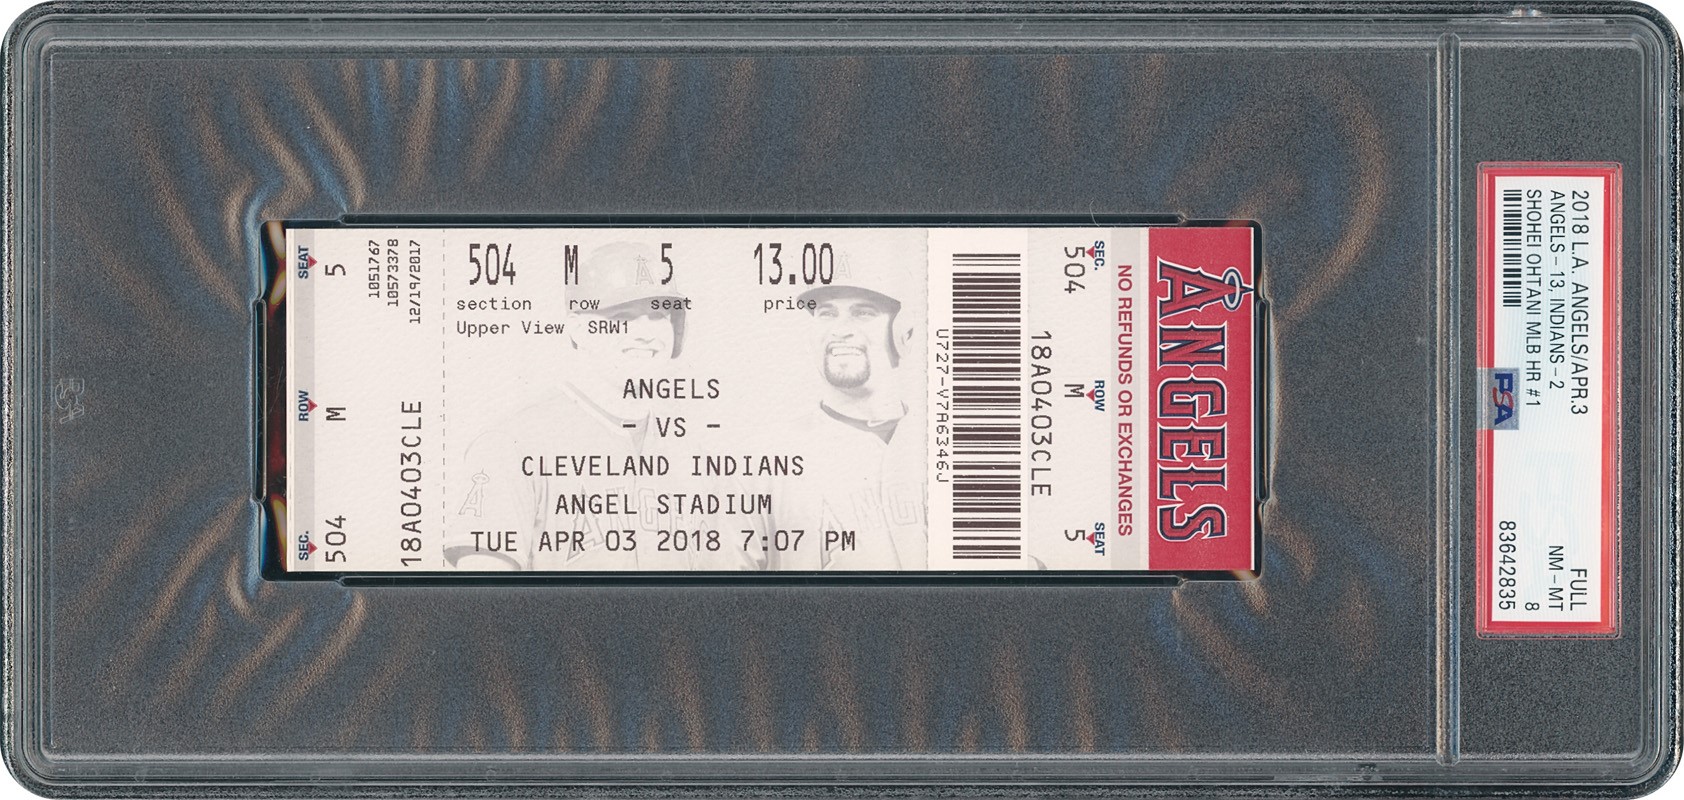 SEAT 5
ROW M
SEC. 504
1051767
10573378
12/19/2017
18A0403CLE
504 M 5 13.00
section row seat price
Upper View SRW1
ANGELS
- VS -
CLEVELAND INDIANS
ANGEL STADIUM
TUE APR 03 2018 7:07 PM
U727-V7A6346J
18A0403CLE
SEC. 504
ROW M
SEAT 5
NO REFUNDS OR EXCHANGES
ANGELS
2018 L.A. ANGELS/APR.3 FULL
ANGELS - 13, INDIANS - 2 NM - MT
SHOHEI OHTANI MLB HR #1 8
PSA 83642835
PSA